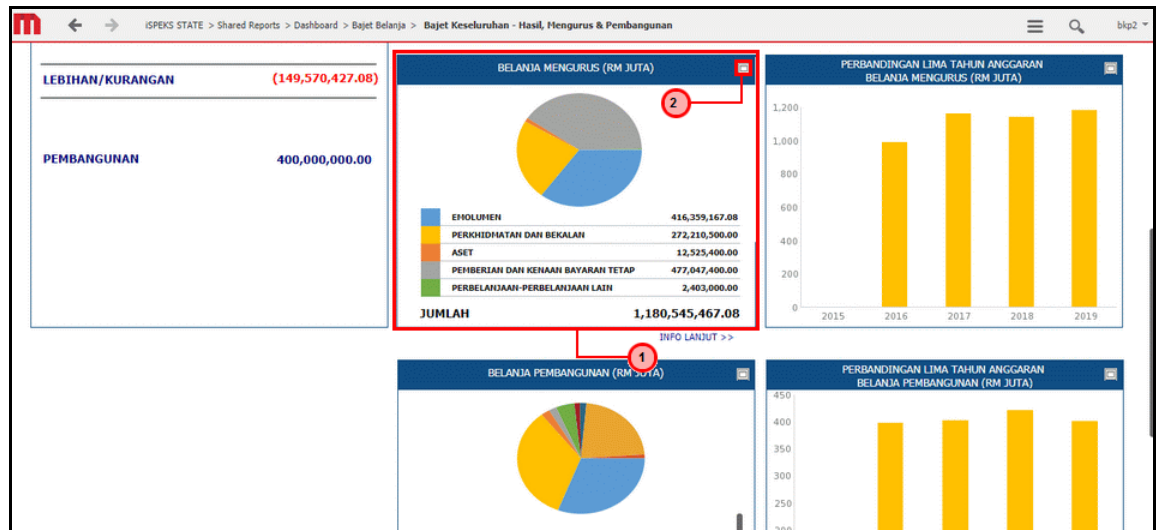 iSPEKS STATE > Shared Reports > Dashboard > Bajet Belanja > Bajet Keseluruhan - Hasil, Mengurus & Pembangunan
bkp2
LEBIHAN/KURANGAN (149,570,427.08)
PEMBANGUNAN 400,000,000.00
BELANJA MENGURUS (RM JUTA)
2
EMOLUMEN 416,359,167.08
PERKHIDMATAN DAN BEKALAN 272,210,500.00
ASET 12,525,400.00
PEMBERIAN DAN KENAAN BAYARAN TETAP 477,047,400.00
PERBELANJAAN-PERBELANJAAN LAIN 2,403,000.00
JUMLAH 1,180,545,467.08
INFO LANJUT >>
1
PERBANDINGAN LIMA TAHUN ANGGARAN
BELANJA MENGURUS (RM JUTA)
1,200
1,000
800
600
400
200
0
2015 2016 2017 2018 2019
BELANJA PEMBANGUNAN (RM JUTA)
PERBANDINGAN LIMA TAHUN ANGGARAN
BELANJA PEMBANGUNAN (RM JUTA)
450
400
350
300
250
200